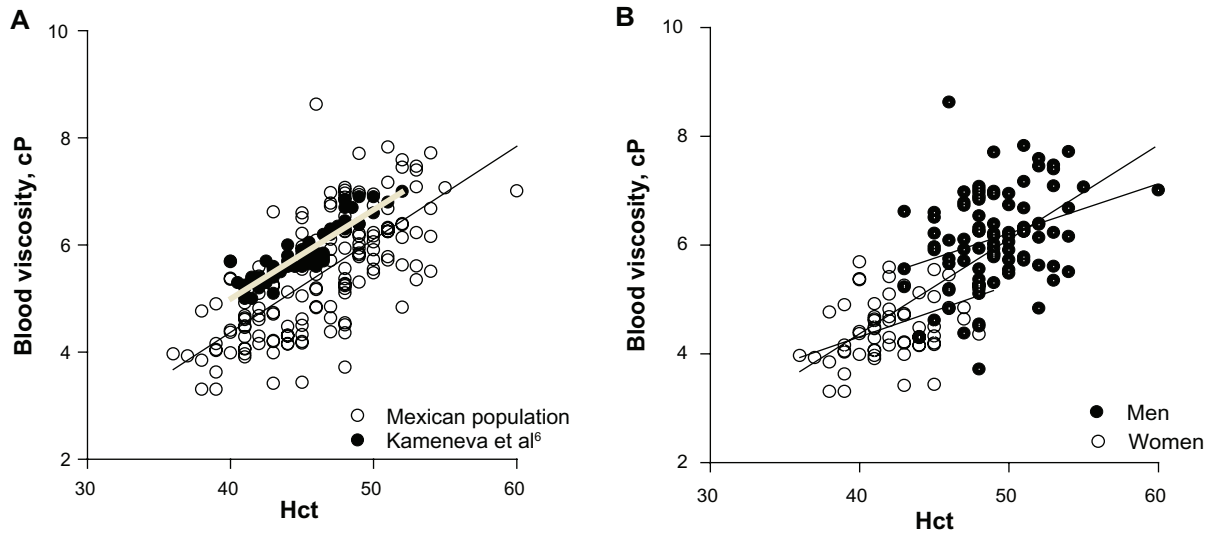 A
10
8
6
4
2
30
40
50
60
Blood viscosity, cP
Hct
Mexican population
Kameneva et al⁶
B
10
8
6
4
2
30
40
50
60
Blood viscosity, cP
Hct
Men
Women